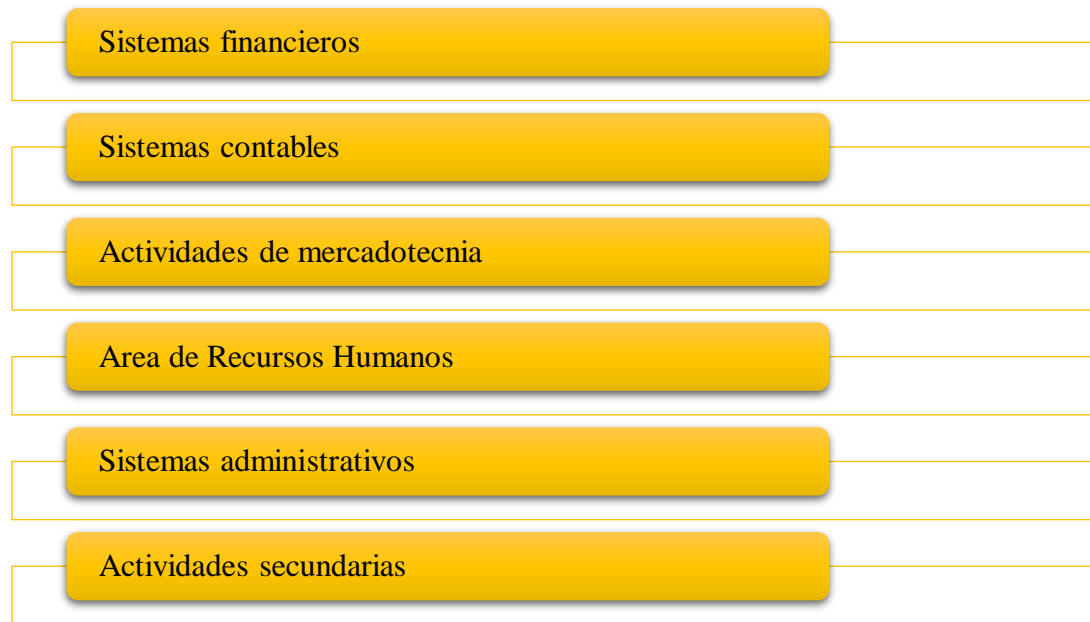 Sistemas financieros
Sistemas contables
Actividades de mercadotecnia
Area de Recursos Humanos
Sistemas administrativos
Actividades secundarias